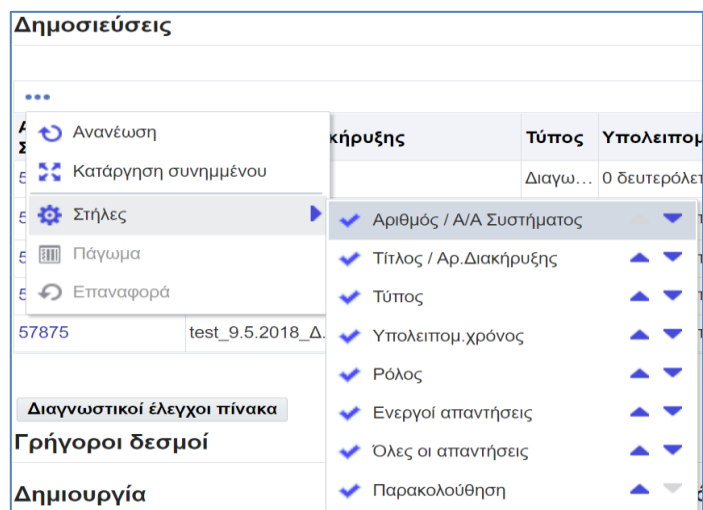 Δημοσιεύσεις
κήρυξης Τύπος Υπολειπομ
Ανανέωση
Κατάργηση συνημμένου
Διαγω... 0 δευτερόλε
Στήλες
Πάγωμα
Επαναφορά
Αριθμός / Α/Α Συστήματος
Τίτλος / Αρ.Διακήρυξης
Τύπος
Υπολειπομ.χρόνος
Ρόλος
Ενεργοί απαντήσεις
Όλες οι απαντήσεις
Παρακολούθηση
57875 test_9.5.2018_Δ.
Διαγνωστικοί έλεγχοι πίνακα
Γρήγοροι δεσμοί
Δημιουργία